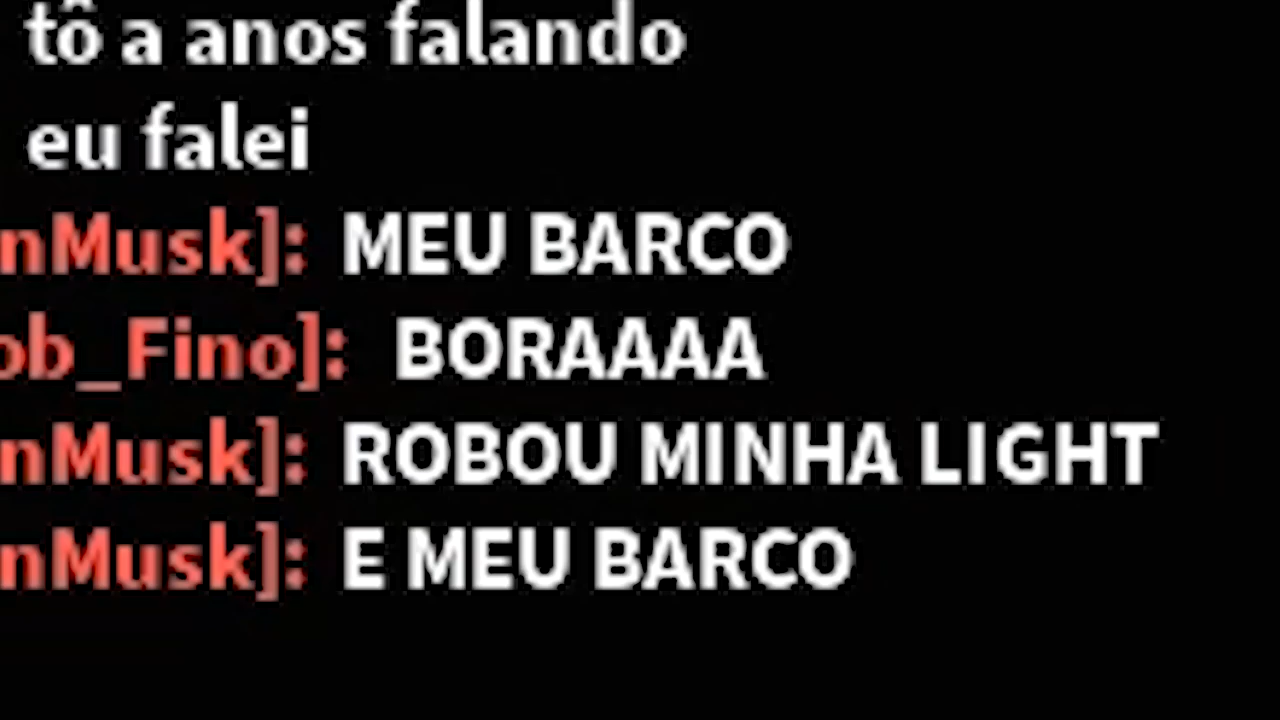 tô a anos falando
eu falei
nMusk]: MEU BARCO
ob_Fino]: BORAAAA
nMusk]: ROBOU MINHA LIGHT
nMusk]: E MEU BARCO